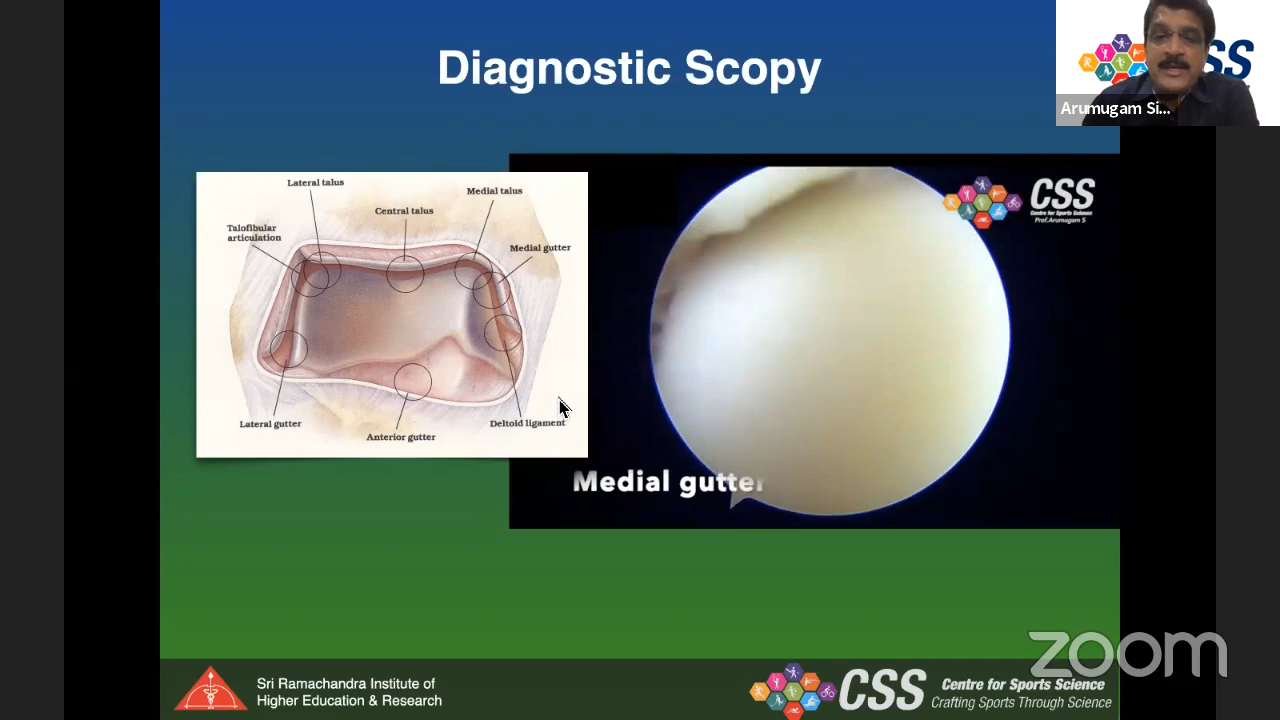 Diagnostic Scopy
Arumugam Si...
SS
Lateral talus
Medial talus
Central talus
Talofibular
articulation
Medial gutter
Lateral gutter
Anterior gutter
Deltoid ligament
CSS
Centre for Sports Science
Prof.Arumugam S
Medial gutter
zoom
Sri Ramachandra Institute of
Higher Education & Research
CSS
Centre for Sports Science
Crafting Sports Through Science